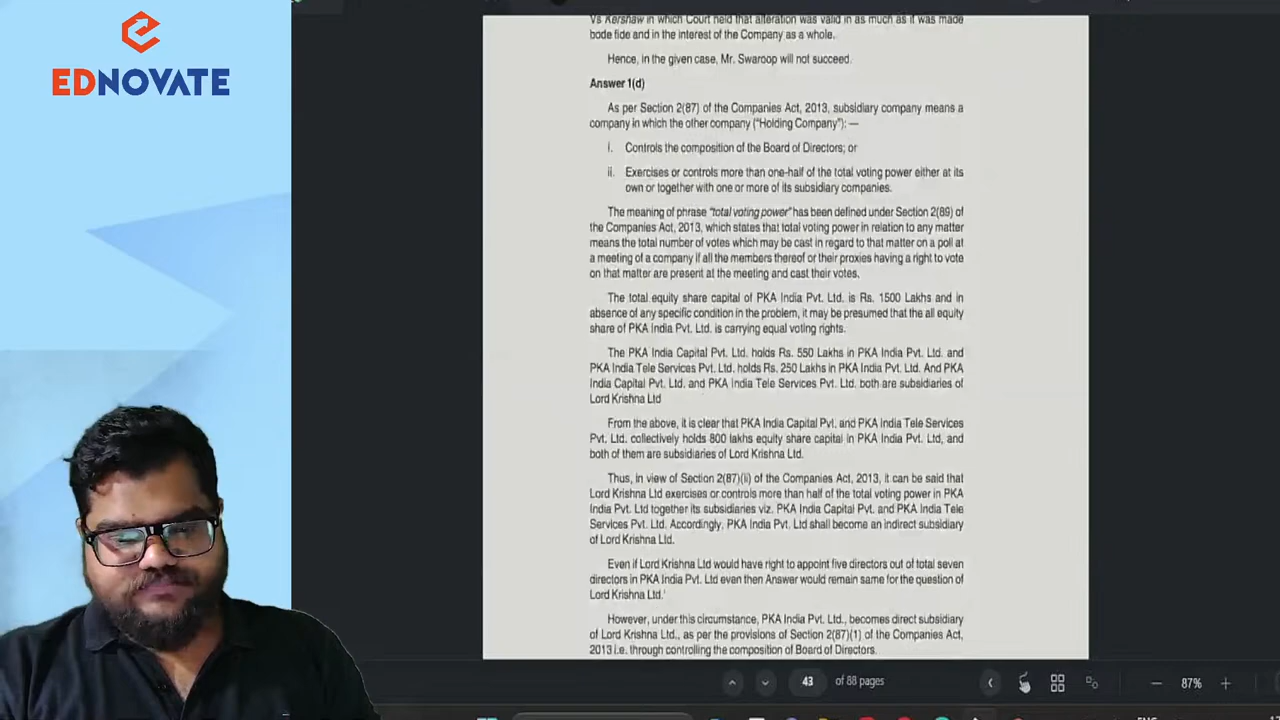 EDNOVATE
Vs Kershaw in which Court held that alteration was valid in as much as it was made
bode fide and in the interest of the Company as a whole.
Hence, in the given case, Mr. Swaroop will not succeed.
Answer 1(d)
As per Section 2(87) of the Companies Act, 2013, subsidiary company means a
company in which the other company ("Holding Company"): —
i. Controls the composition of the Board of Directors; or
ii. Exercises or controls more than one-half of the total voting power either at its
own or together with one or more of its subsidiary companies.
The meaning of phrase "total voting power" has been defined under Section 2(89) of
the Companies Act, 2013, which states that total voting power in relation to any matter
means the total number of votes which may be cast in regard to that matter on a poll at
a meeting of a company if all the members thereof or their proxies having a right to vote
on that matter are present at the meeting and cast their votes.
The total equity share capital of PKA India Pvt. Ltd. is Rs. 1500 Lakhs and in
absence of any specific condition in the problem, it may be presumed that the all equity
share of PKA India Pvt. Ltd. is carrying equal voting rights.
The PKA India Capital Pvt. Ltd. holds Rs. 550 Lakhs in PKA India Pvt. Ltd. and
PKA India Tele Services Pvt. Ltd. holds Rs. 250 Lakhs in PKA India Pvt. Ltd. And PKA
India Capital Pvt. Ltd. and PKA India Tele Services Pvt. Ltd. both are subsidiaries of
Lord Krishna Ltd
From the above, it is clear that PKA India Capital Pvt. and PKA India Tele Services
Pvt. Ltd. collectively holds 800 lakhs equity share capital in PKA India Pvt. Ltd, and
both of them are subsidiaries of Lord Krishna Ltd.
Thus, in view of Section 2(87)(ii) of the Companies Act, 2013, it can be said that
Lord Krishna Ltd exercises or controls more than half of the total voting power in PKA
India Pvt. Ltd together its subsidiaries viz. PKA India Capital Pvt. and PKA India Tele
Services Pvt. Ltd. Accordingly, PKA India Pvt. Ltd shall become an indirect subsidiary
of Lord Krishna Ltd.
Even if Lord Krishna Ltd would have right to appoint five directors out of total seven
directors in PKA India Pvt. Ltd even then Answer would remain same for the question of
Lord Krishna Ltd.'
However, under this circumstance, PKA India Pvt. Ltd., becomes direct subsidiary
of Lord Krishna Ltd., as per the provisions of Section 2(87)(1) of the Companies Act,
2013 i.e. through controlling the composition of Board of Directors.
43 of 88 pages 87%